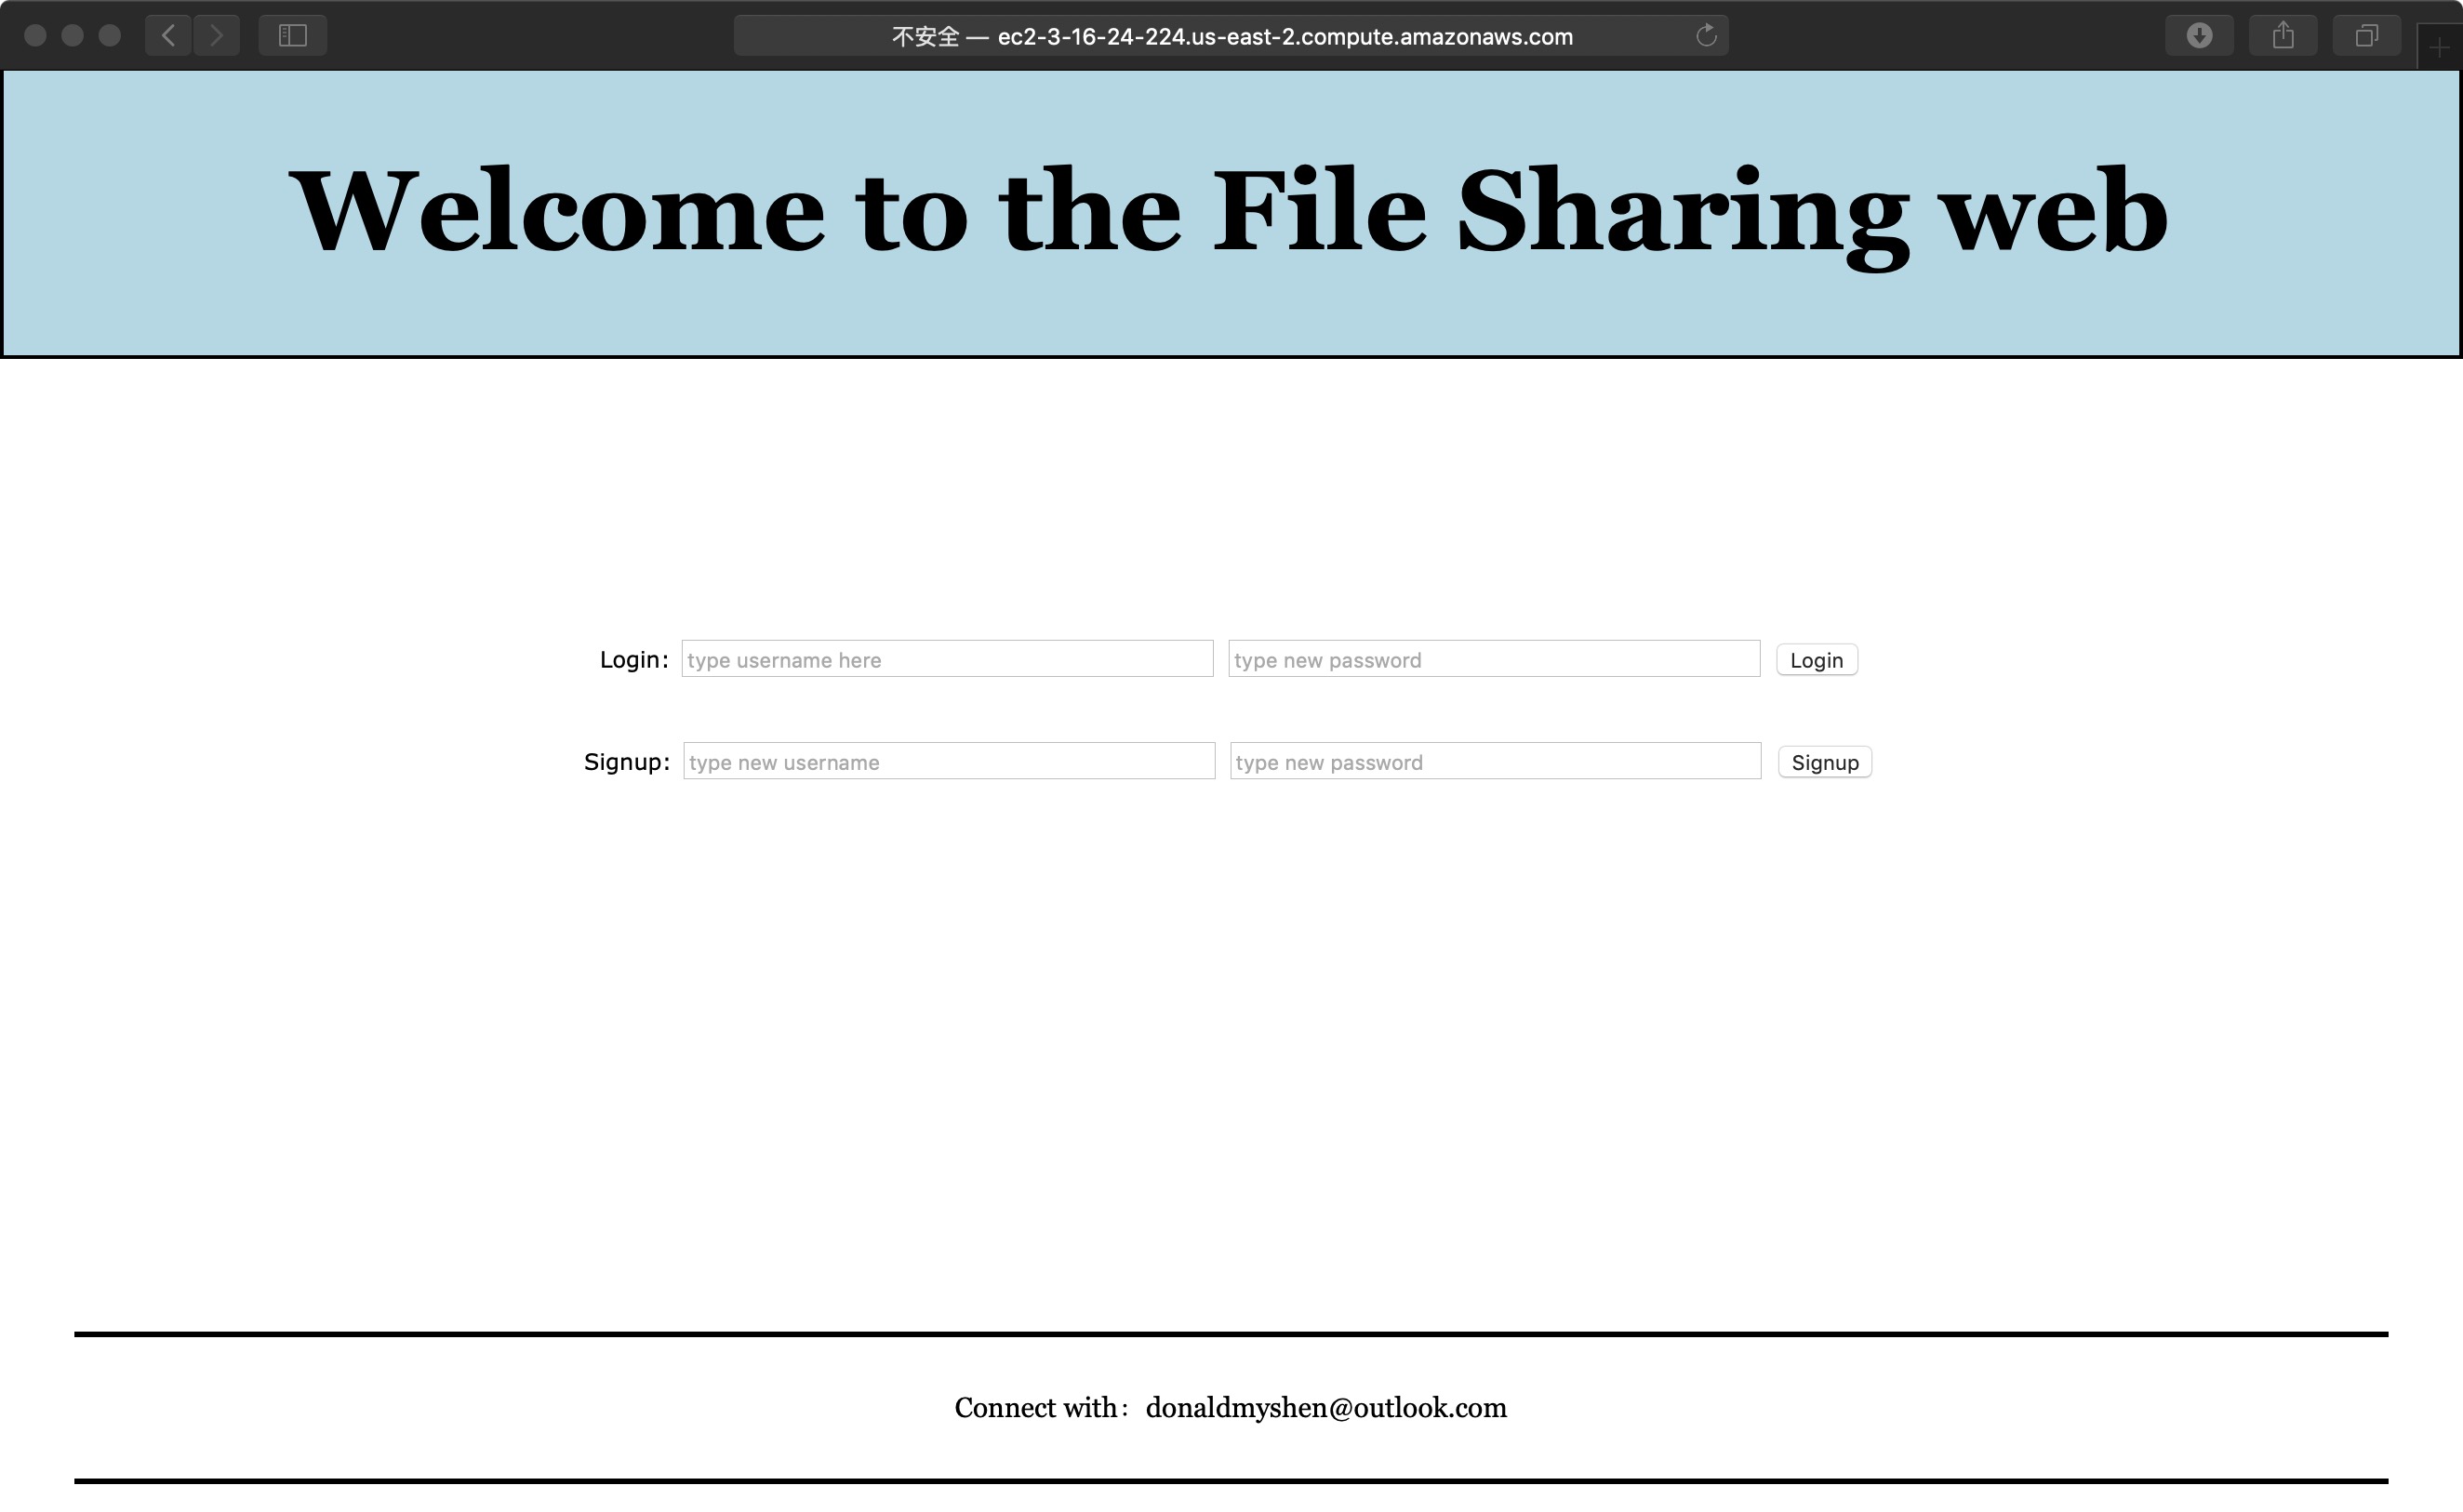 不安全 — ec2-3-16-24-224.us-east-2.compute.amazonaws.com
Welcome to the File Sharing web
Login: type username here type new password Login
Signup: type new username type new password Signup
Connect with: donaldmyshen@outlook.com